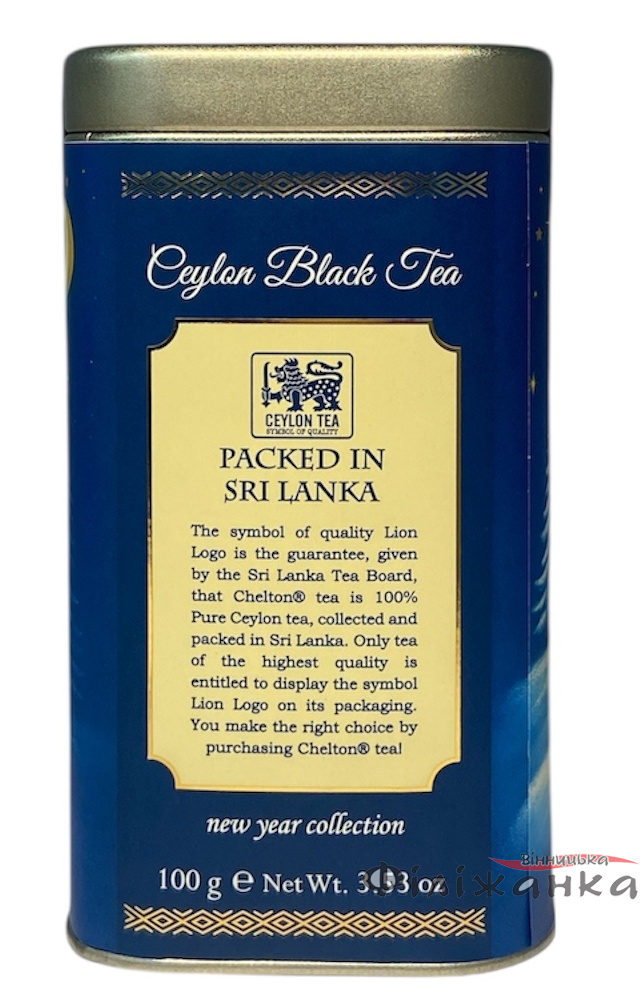 Ceylon Black Tea
CEYLON TEA
SYMBOL OF QUALITY
PACKED IN
SRI LANKA
The symbol of quality Lion
Logo is the guarantee, given
by the Sri Lanka Tea Board,
that Chelton® tea is 100%
Pure Ceylon tea, collected and
packed in Sri Lanka. Only tea
of the highest quality is
entitled to display the symbol
Lion Logo on its packaging.
You make the right choice by
purchasing Chelton® tea!
new year collection
100 g ℮ Net Wt. 3.53 oz
Вінницька
Філіжанка